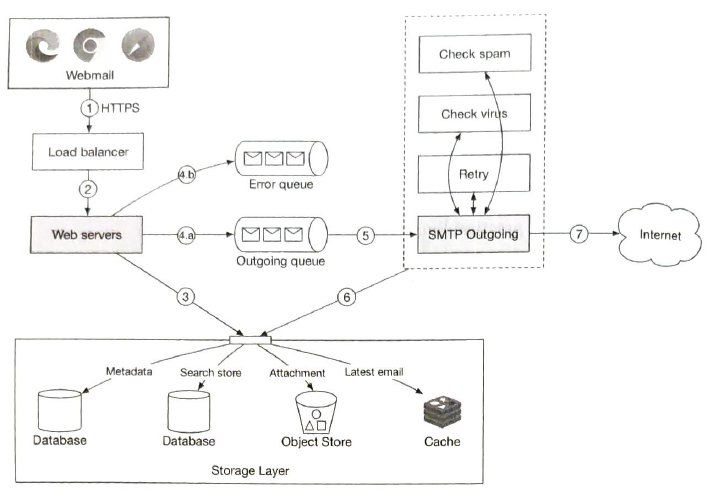 Webmail
1 HTTPS
Load balancer
2
Web servers
4.b
Error queue
4.a
Outgoing queue
5
Check spam
Check virus
Retry
SMTP Outgoing
7
Internet
3
6
Metadata
Search store
Attachment
Latest email
Database
Database
Object Store
Cache
Storage Layer